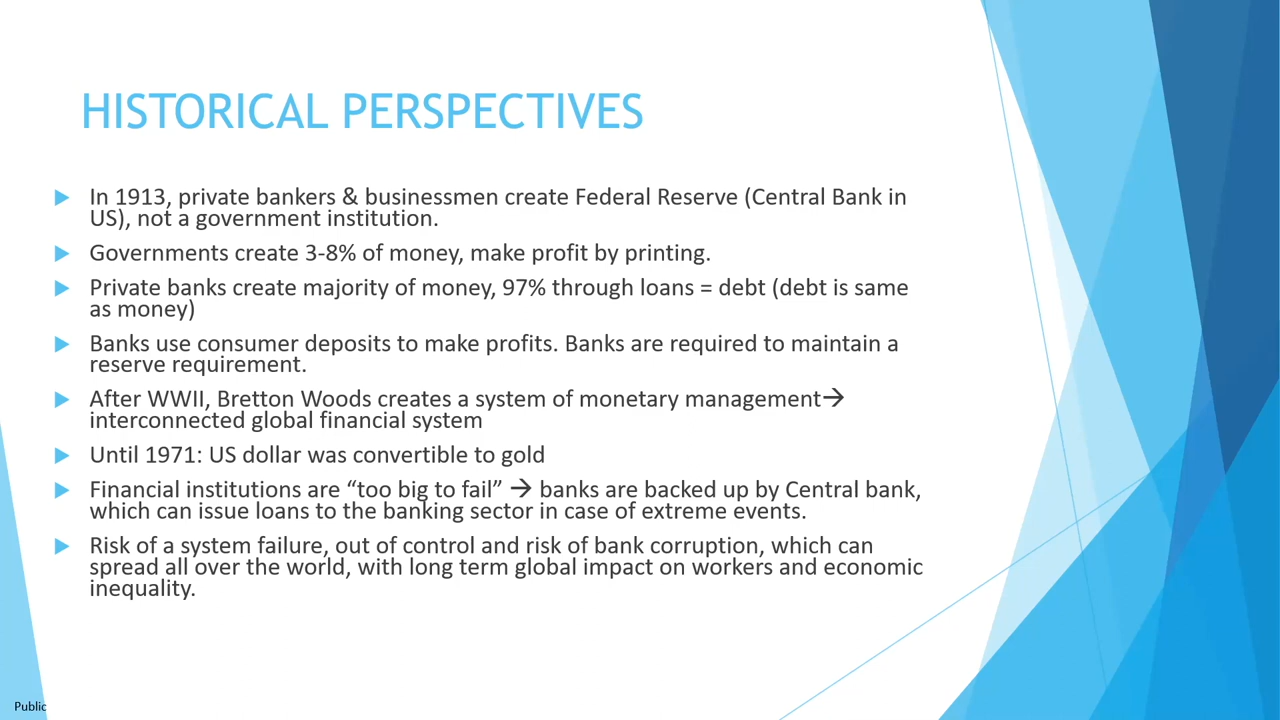 HISTORICAL PERSPECTIVES
In 1913, private bankers & businessmen create Federal Reserve (Central Bank in
US), not a government institution.
Governments create 3-8% of money, make profit by printing.
Private banks create majority of money, 97% through loans = debt (debt is same
as money)
Banks use consumer deposits to make profits. Banks are required to maintain a
reserve requirement.
After WWII, Bretton Woods creates a system of monetary management→
interconnected global financial system
Until 1971: US dollar was convertible to gold
Financial institutions are “too big to fail” → banks are backed up by Central bank,
which can issue loans to the banking sector in case of extreme events.
Risk of a system failure, out of control and risk of bank corruption, which can
spread all over the world, with long term global impact on workers and economic
inequality.
Public